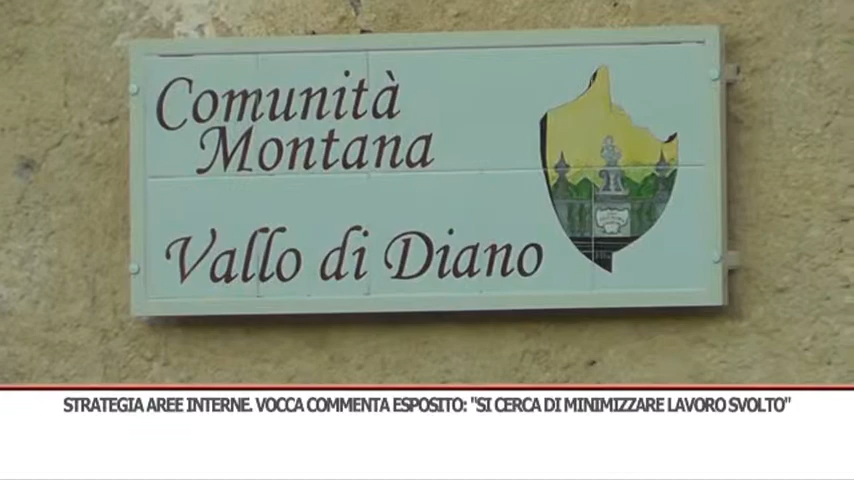 Comunità
Montana
Vallo di Diano
STRATEGIA AREE INTERNE. VOCCA COMMENTA ESPOSITO: "SI CERCA DI MINIMIZZARE LAVORO SVOLTO"